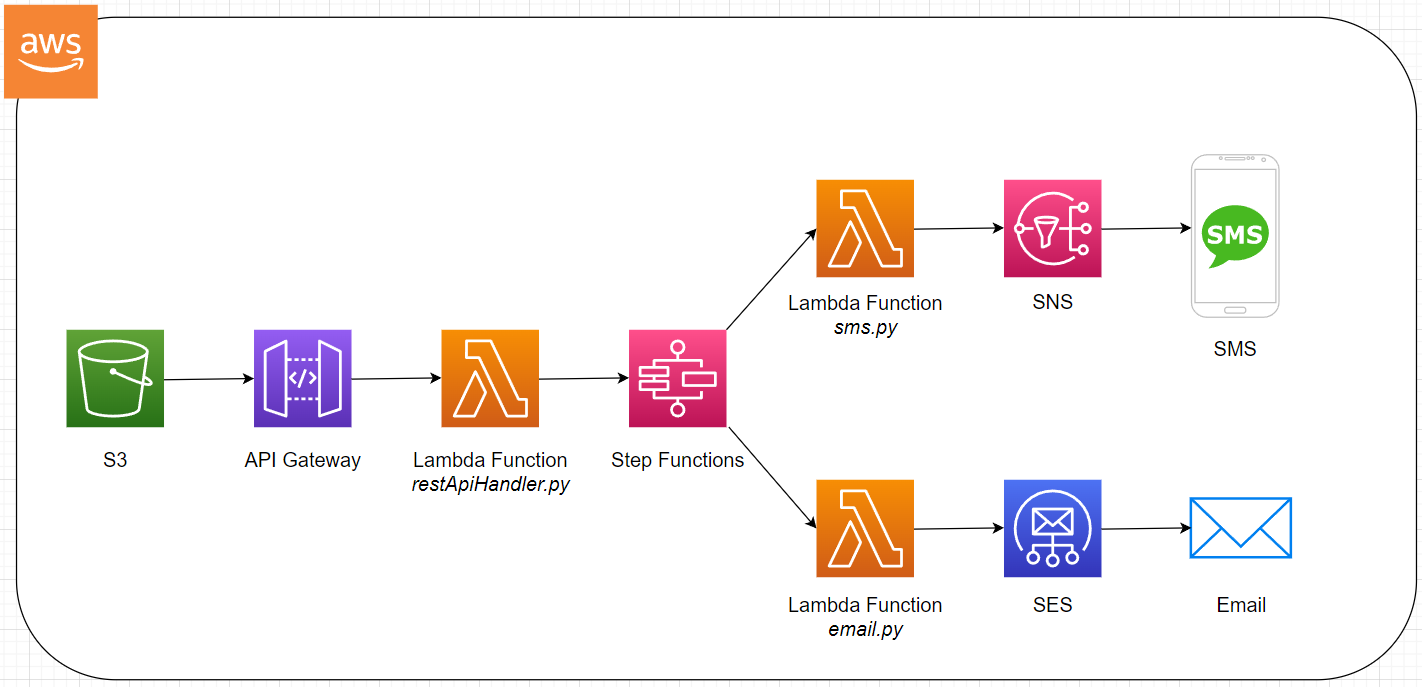 aws
SMS
Lambda Function
sms.py
SNS
SMS
S3
API Gateway
Lambda Function
restApiHandler.py
Step Functions
Lambda Function
email.py
SES
Email